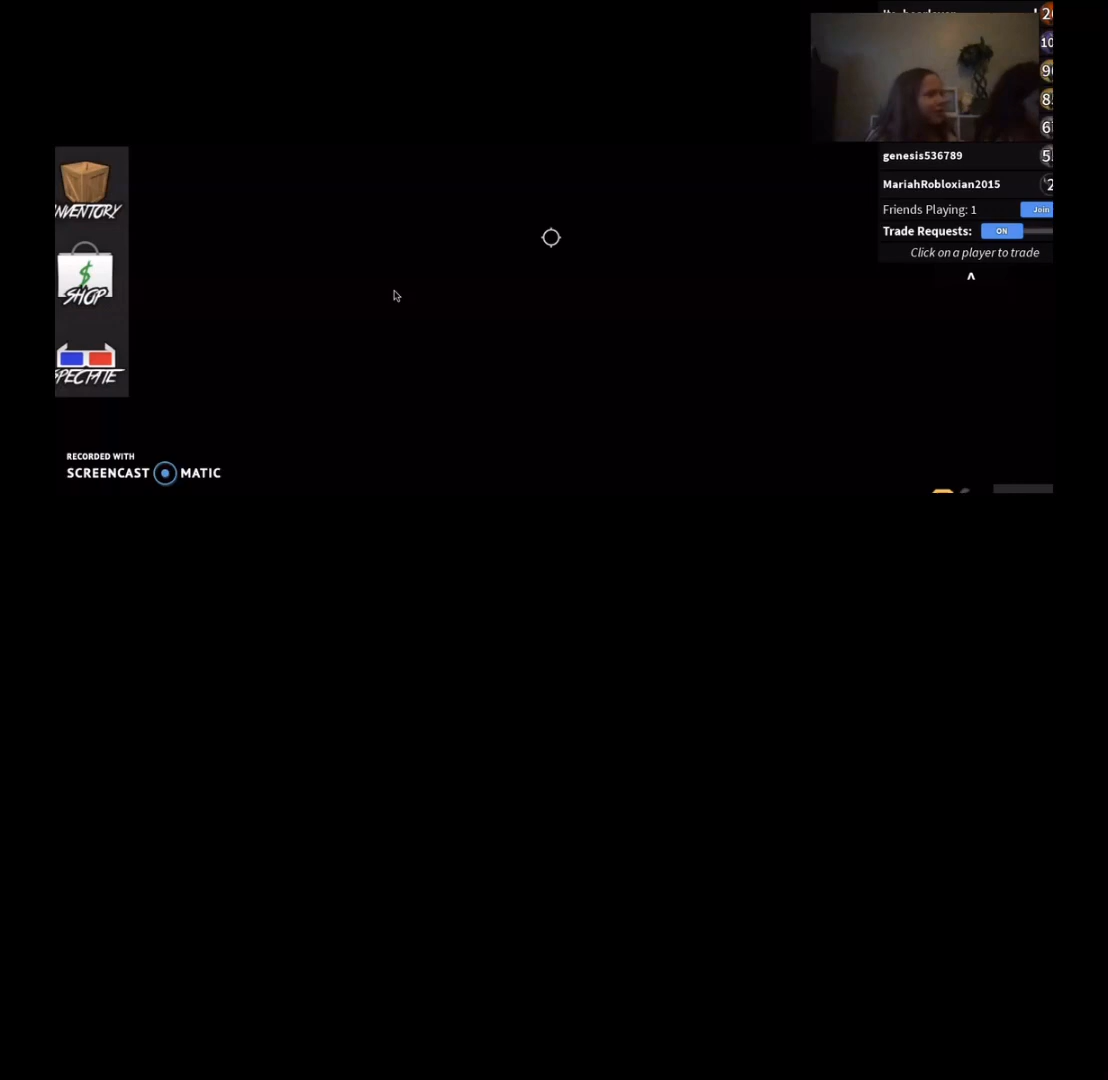 INVENTORY
SHOP
SPECTATE
RECORDED WITH
SCREENCAST MATIC
genesis536789
MariahRobloxian2015
Friends Playing: 1
Join
Trade Requests:
ON
Click on a player to trade